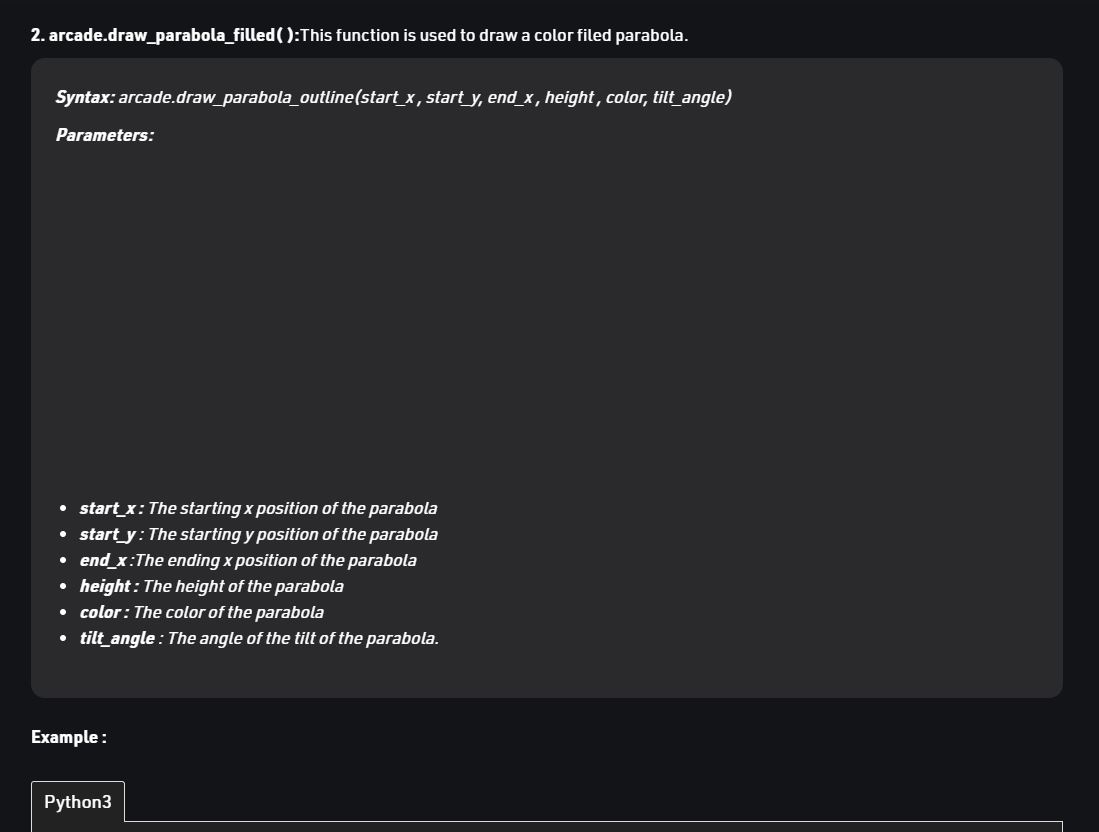 2. arcade.draw_parabola_filled( ):This function is used to draw a color filed parabola.
Syntax: arcade.draw_parabola_outline(start_x , start_y, end_x , height , color, tilt_angle)
Parameters:
• start_x : The starting x position of the parabola
• start_y : The starting y position of the parabola
• end_x :The ending x position of the parabola
• height : The height of the parabola
• color : The color of the parabola
• tilt_angle : The angle of the tilt of the parabola.
Example :
Python3